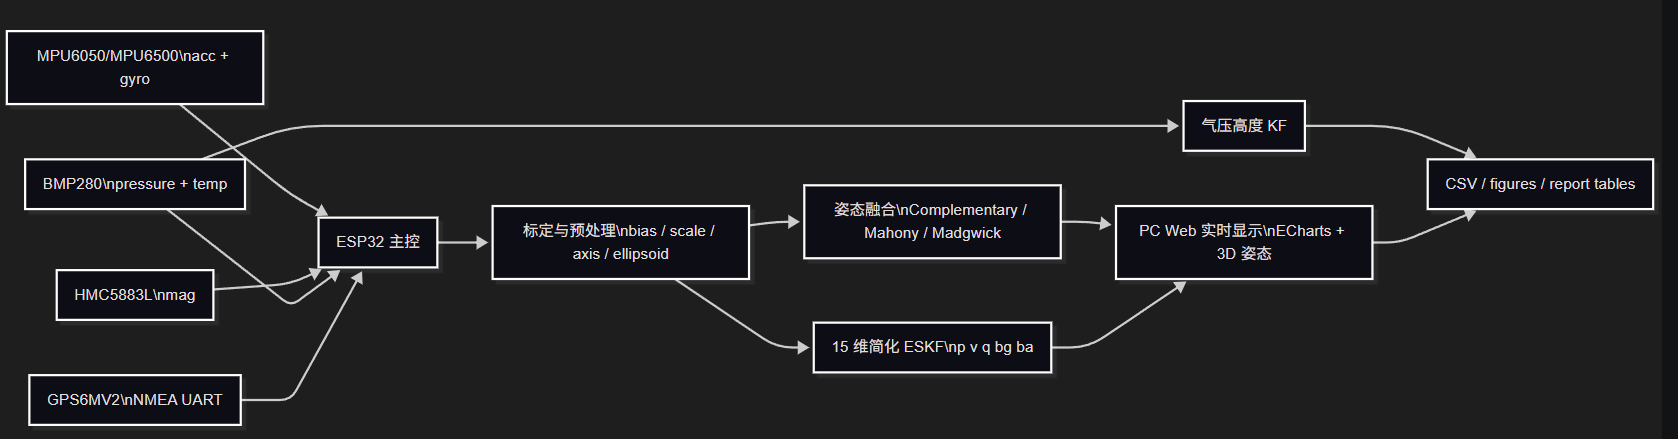 MPU6050/MPU6500\nacc +
gyro
BMP280\npressure + temp
HMC5883L\nmag
GPS6MV2\nNMEA UART
ESP32 主控
标定与预处理\nbias / scale /
axis / ellipsoid
姿态融合\nComplementary /
Mahony / Madgwick
15 维简化 ESKF\np v q bg ba
气压高度 KF
PC Web 实时显示\nECharts +
3D 姿态
CSV / figures / report tables